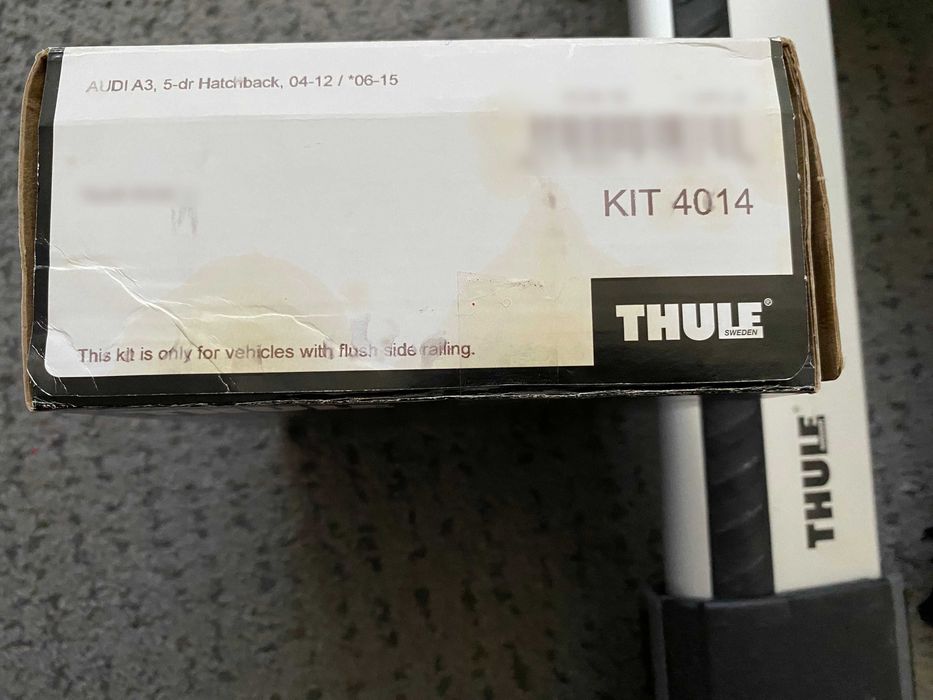 AUDI A3, 5-dr Hatchback, 04-12 / *06-15
KIT 4014
THULE®
SWEDEN
This kit is only for vehicles with flush side railing.
THULE